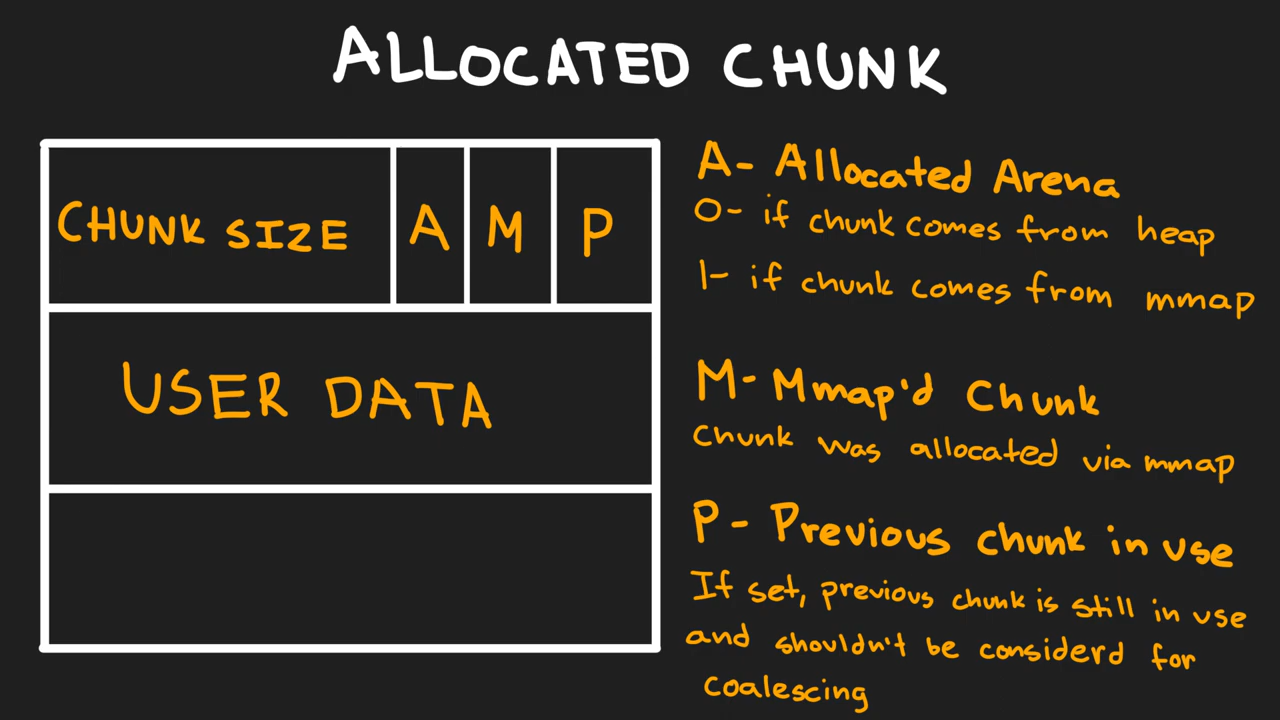 ALLOCATED CHUNK
CHUNK SIZE A M P
USER DATA
A- Allocated Arena
0- if chunk comes from heap
1- if chunk comes from mmap
M- Mmap'd Chunk
Chunk was allocated via mmap
P- Previous chunk in use
If set, previous chunk is still in use
and shouldn't be considerd for
coalescing